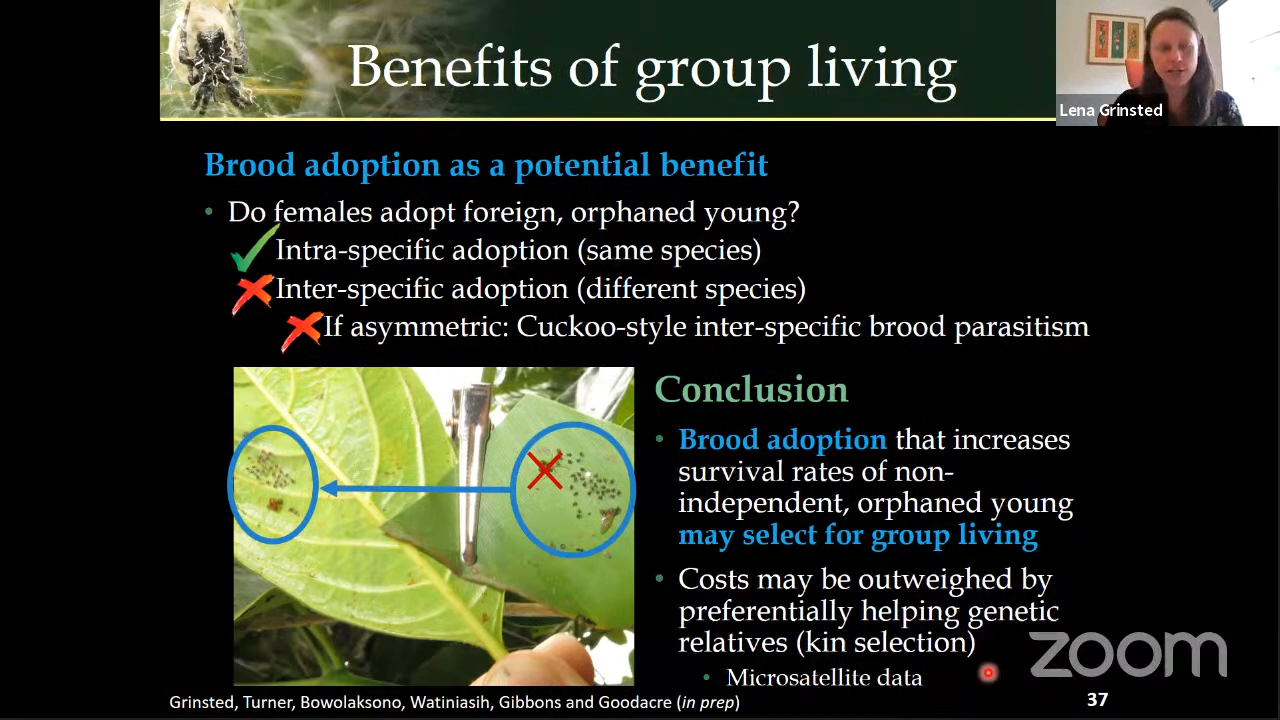 Benefits of group living
Lena Grinsted
Brood adoption as a potential benefit
• Do females adopt foreign, orphaned young?
Intra-specific adoption (same species)
Inter-specific adoption (different species)
If asymmetric: Cuckoo-style inter-specific brood parasitism
Conclusion
• Brood adoption that increases
survival rates of non-
independent, orphaned young
may select for group living
• Costs may be outweighed by
preferentially helping genetic
relatives (kin selection)
• Microsatellite data
zoom
Grinsted, Turner, Bowolaksono, Watiniasih, Gibbons and Goodacre (in prep)
37